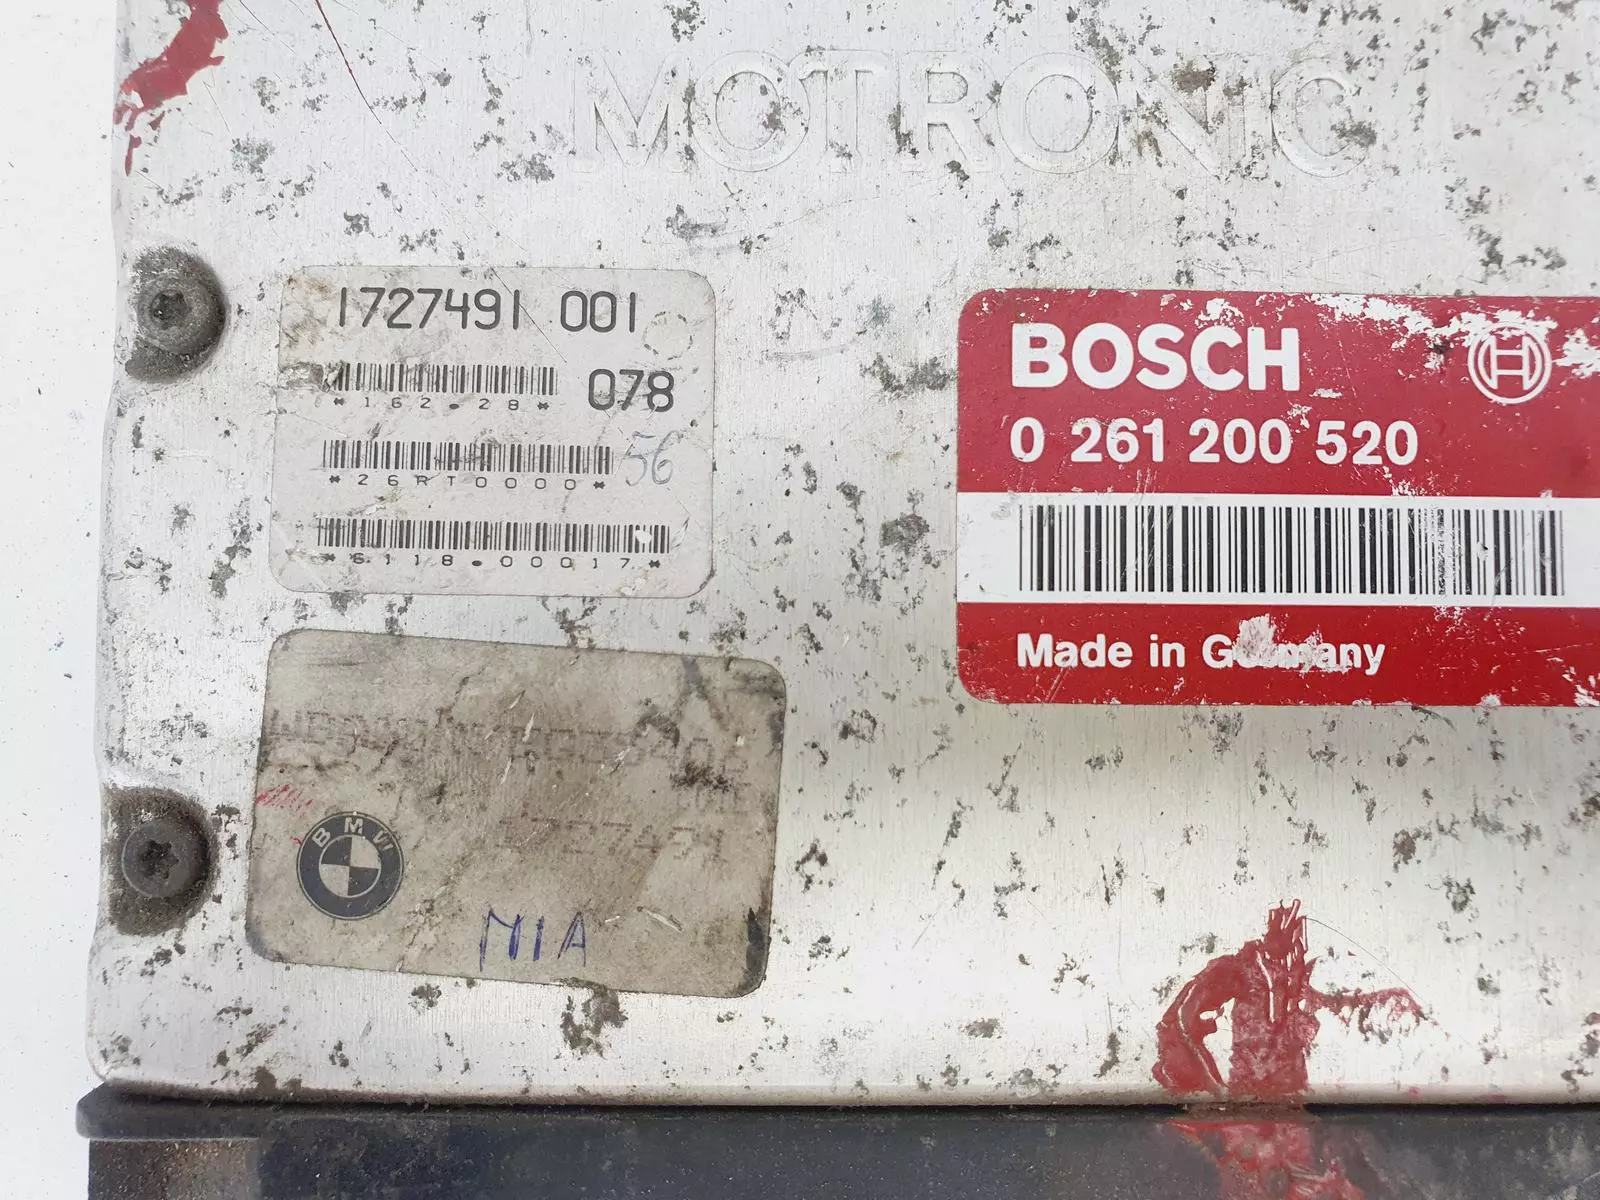 MOTRONIC
1727491 001
*162.28* 078
*26RT0000* 56
*6118.00017*
BOSCH
0 261 200 520
Made in Germany
BMW
1727491
MIA